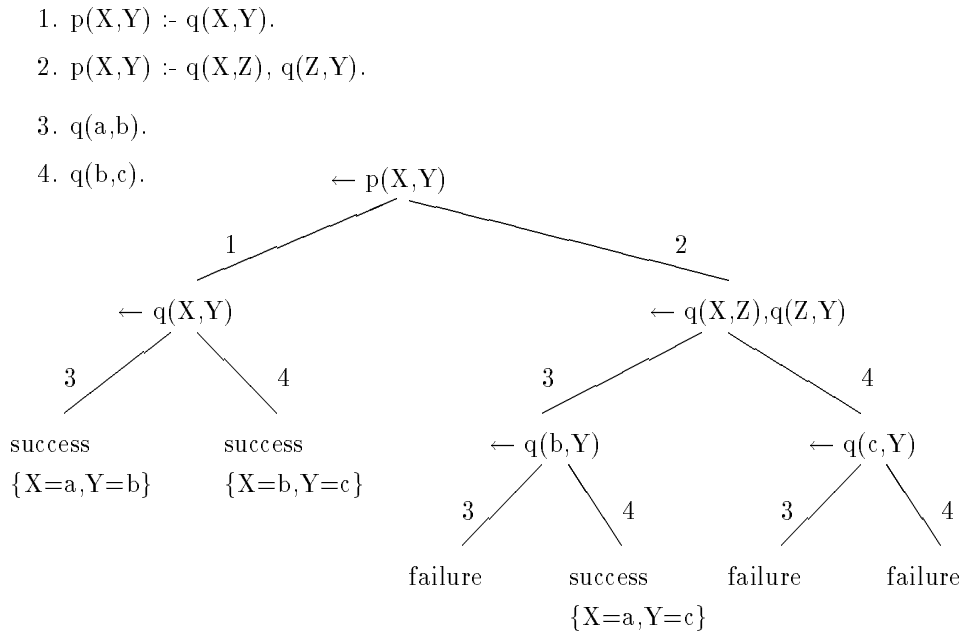 1. p(X,Y) :- q(X,Y).
2. p(X,Y) :- q(X,Z), q(Z,Y).
3. q(a,b).
4. q(b,c).
← p(X,Y)
1 2
← q(X,Y) ← q(X,Z),q(Z,Y)
3 4 3 4
success success ← q(b,Y) ← q(c,Y)
{X=a,Y=b} {X=b,Y=c}
3 4 3 4
failure success failure failure
{X=a,Y=c}